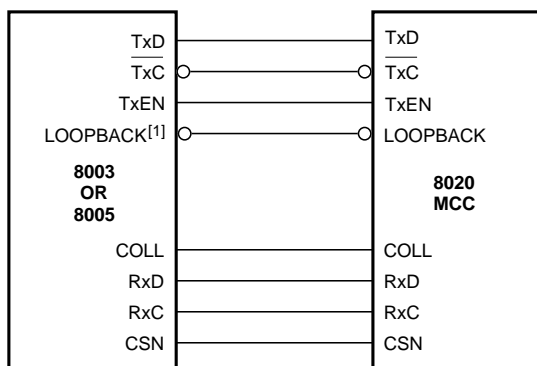 TxD
TxC
TxEN
LOOPBACK[1]
8003
OR
8005
COLL
RxD
RxC
CSN
TxD
TxC
TxEN
LOOPBACK
8020
MCC
COLL
RxD
RxC
CSN